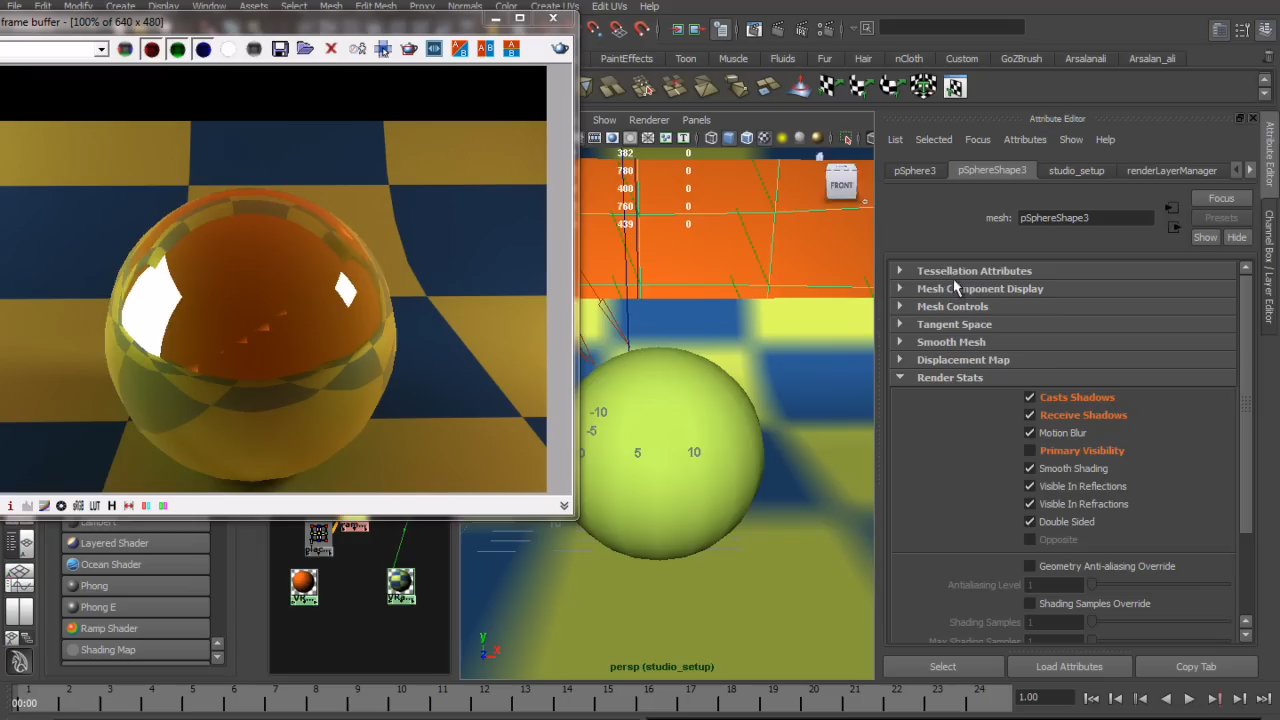 File Edit Modify Create Display Window Assets Select Mesh Edit Mesh Proxy Normals Color Create UVs Edit UVs
frame buffer - [100% of 640 x 480]
PaintEffects Toon Muscle Fluids Fur Hair nCloth Custom GoZBrush Arsalanali Arsalan_ali
Show Renderer Panels
382 0
780 0
400 0
760 0
439 0
FRONT
-10
-5
0 5 10
y
z x
persp (studio_setup)
Attribute Editor
List Selected Focus Attributes Show Help
pSphere3 pSphereShape3 studio_setup renderLayerManager
Focus
mesh: pSphereShape3
Presets
Show Hide
Tessellation Attributes
Mesh Component Display
Mesh Controls
Tangent Space
Smooth Mesh
Displacement Map
Render Stats
Casts Shadows
Receive Shadows
Motion Blur
Primary Visibility
Smooth Shading
Visible In Reflections
Visible In Refractions
Double Sided
Opposite
Geometry Anti-aliasing Override
Antialiasing Level 1
Shading Samples Override
Shading Samples 1
Max Shading Samples 1
Select Load Attributes Copy Tab
Attribute Editor
Channel Box / Layer Editor
Lambert
Layered Shader
Ocean Shader
Phong
Phong E
Ramp Shader
Shading Map
1 2 3 4 5 6 7 8 9 10 11 12 13 14 15 16 17 18 19 20 21 22 23 24
00:00
1.00